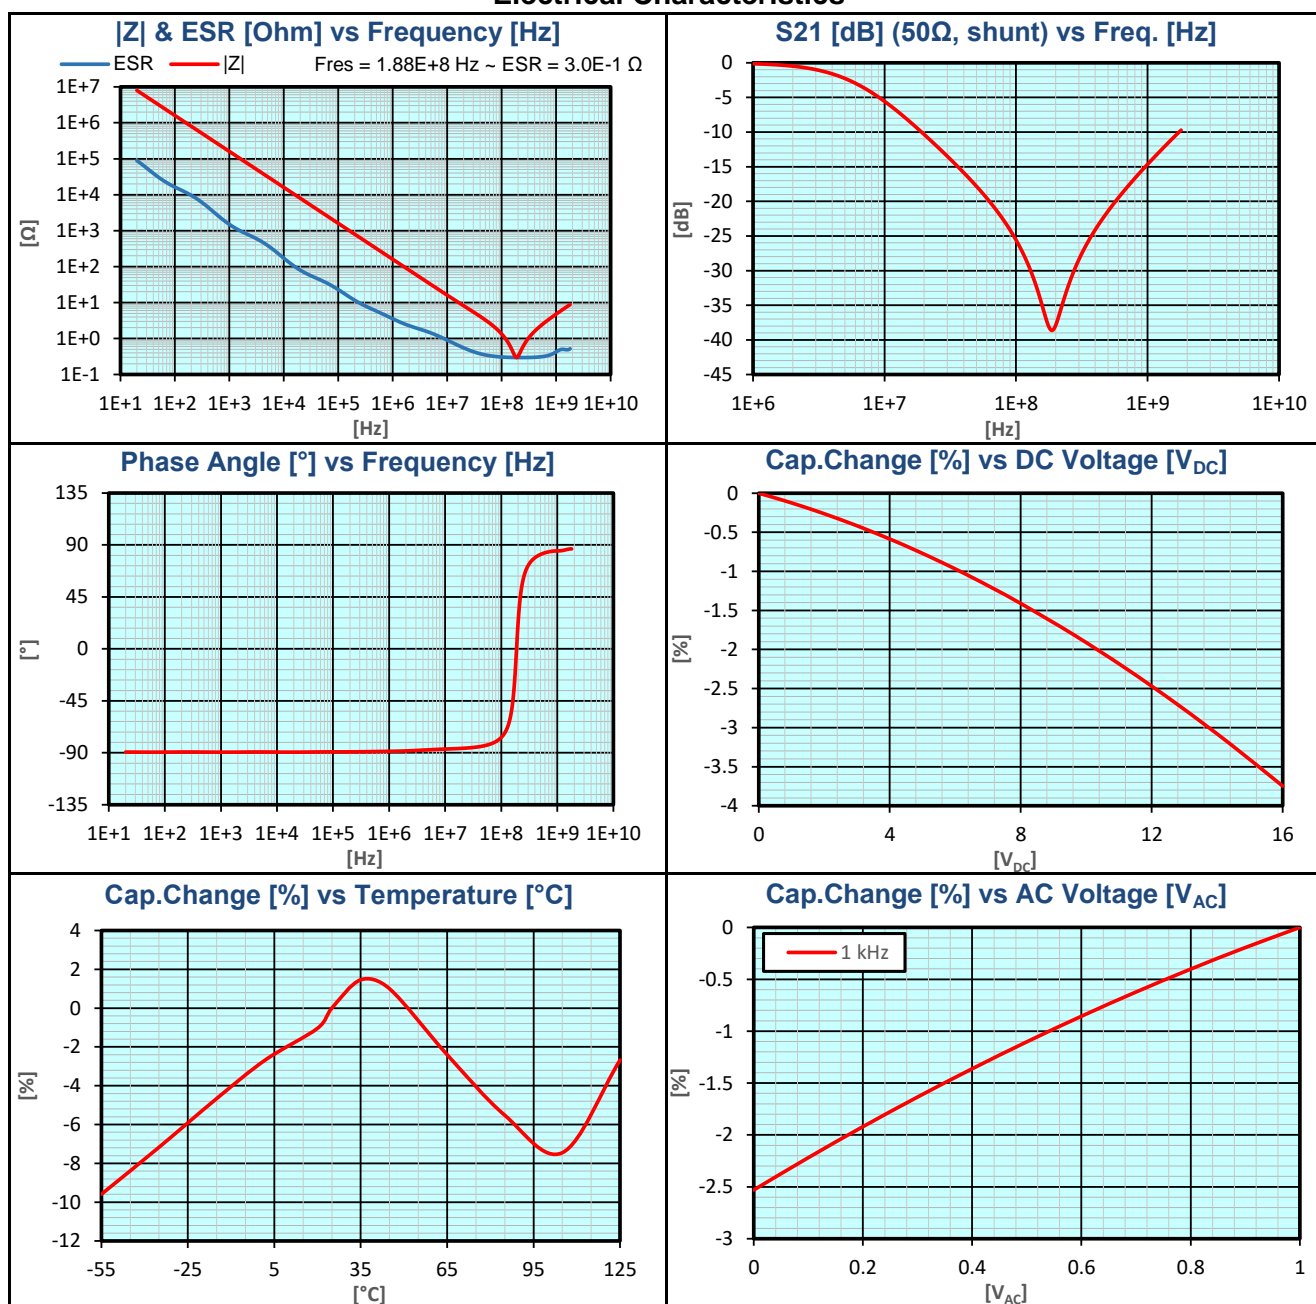 |Z| & ESR [Ohm] vs Frequency [Hz]
ESR |Z| Fres = 1.88E+8 Hz ~ ESR = 3.0E-1 Ω
1E+7
1E+6
1E+5
1E+4
1E+3
1E+2
1E+1
1E+0
1E-1
[Ω]
1E+1 1E+2 1E+3 1E+4 1E+5 1E+6 1E+7 1E+8 1E+9 1E+10
[Hz]
S21 [dB] (50Ω, shunt) vs Freq. [Hz]
0
-5
-10
-15
-20
-25
-30
-35
-40
-45
[dB]
1E+6 1E+7 1E+8 1E+9 1E+10
[Hz]
Phase Angle [°] vs Frequency [Hz]
135
90
45
0
-45
-90
-135
[°]
1E+1 1E+2 1E+3 1E+4 1E+5 1E+6 1E+7 1E+8 1E+9 1E+10
[Hz]
Cap.Change [%] vs DC Voltage [VDC]
0
-0.5
-1
-1.5
-2
-2.5
-3
-3.5
-4
[%]
0 4 8 12 16
[VDC]
Cap.Change [%] vs Temperature [°C]
4
2
0
-2
-4
-6
-8
-10
-12
[%]
-55 -25 5 35 65 95 125
[°C]
Cap.Change [%] vs AC Voltage [VAC]
1 kHz
0
-0.5
-1
-1.5
-2
-2.5
-3
[%]
0 0.2 0.4 0.6 0.8 1
[VAC]